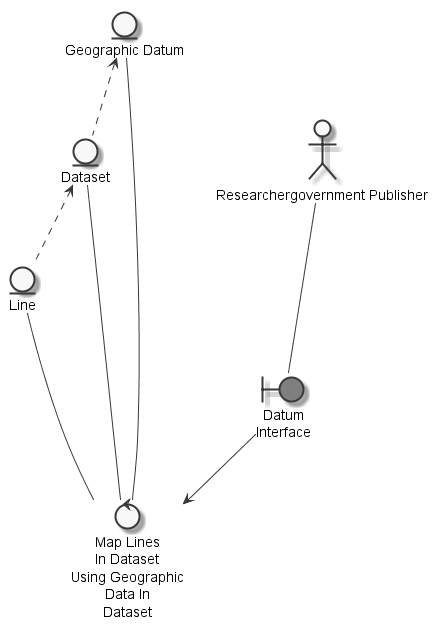 Geographic Datum
Dataset
Researchergovernment Publisher
Line
Datum
Interface
Map Lines
In Dataset
Using Geographic
Data In
Dataset